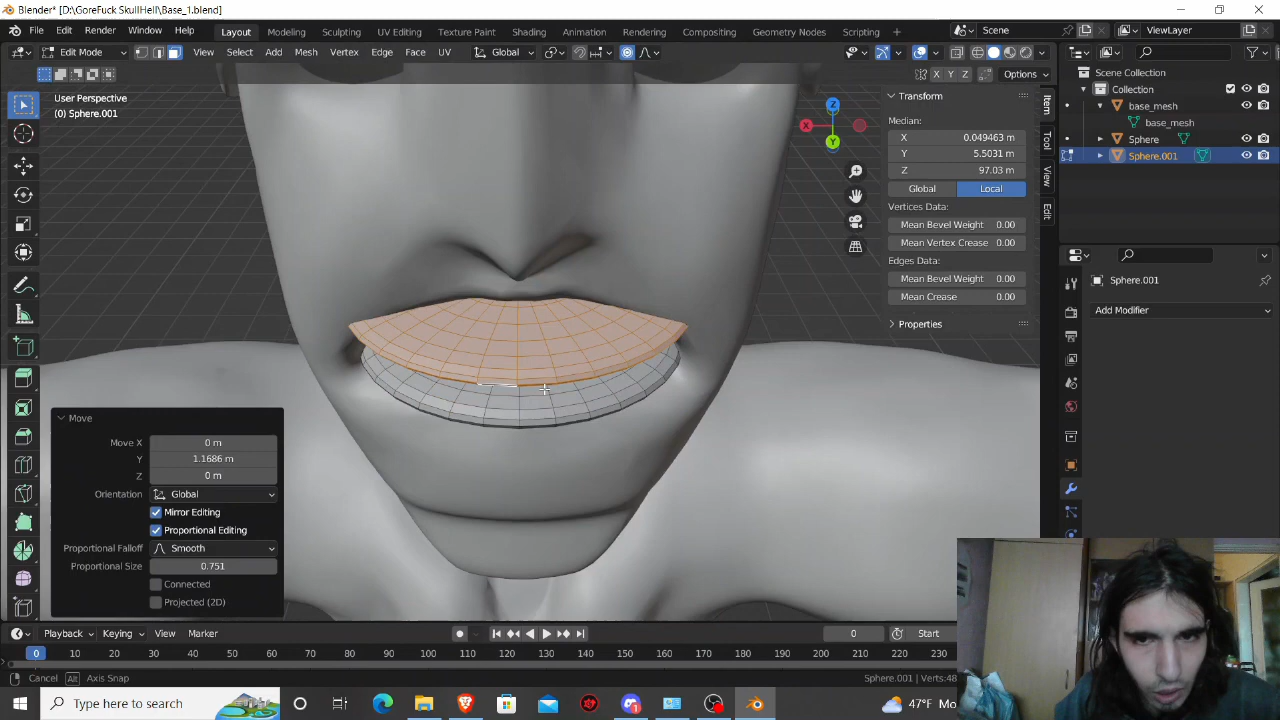 Blender* [D:\GoreFuck SkullHell\Base_1.blend]
File Edit Render Window Help Layout Modeling Sculpting UV Editing Texture Paint Shading Animation Rendering Compositing Geometry Nodes Scripting + Scene ViewLayer
Edit Mode View Select Add Mesh Vertex Edge Face UV Global
X Y Z Options
User Perspective
(0) Sphere.001
Z
X
Y
Transform
Median:
X 0.049463 m
Y 5.5031 m
Z 97.03 m
Global Local
Vertices Data:
Mean Bevel Weight 0.00
Mean Vertex Crease 0.00
Edges Data:
Mean Bevel Weight 0.00
Mean Crease 0.00
Properties
Item
Tool
View
Edit
Scene Collection
Collection
base_mesh
base_mesh
Sphere
Sphere.001
Sphere.001
Add Modifier
Move
Move X 0 m
Y 1.1686 m
Z 0 m
Orientation Global
Mirror Editing
Proportional Editing
Proportional Falloff Smooth
Proportional Size 0.751
Connected
Projected (2D)
Playback Keying View Marker 0 Start
0 10 20 30 40 50 60 70 80 90 100 110 120 130 140 150 160 170 180 190 200 210 220 230
Cancel Alt Axis Snap Sphere.001 | Verts:48
Type here to search 47°F Mo